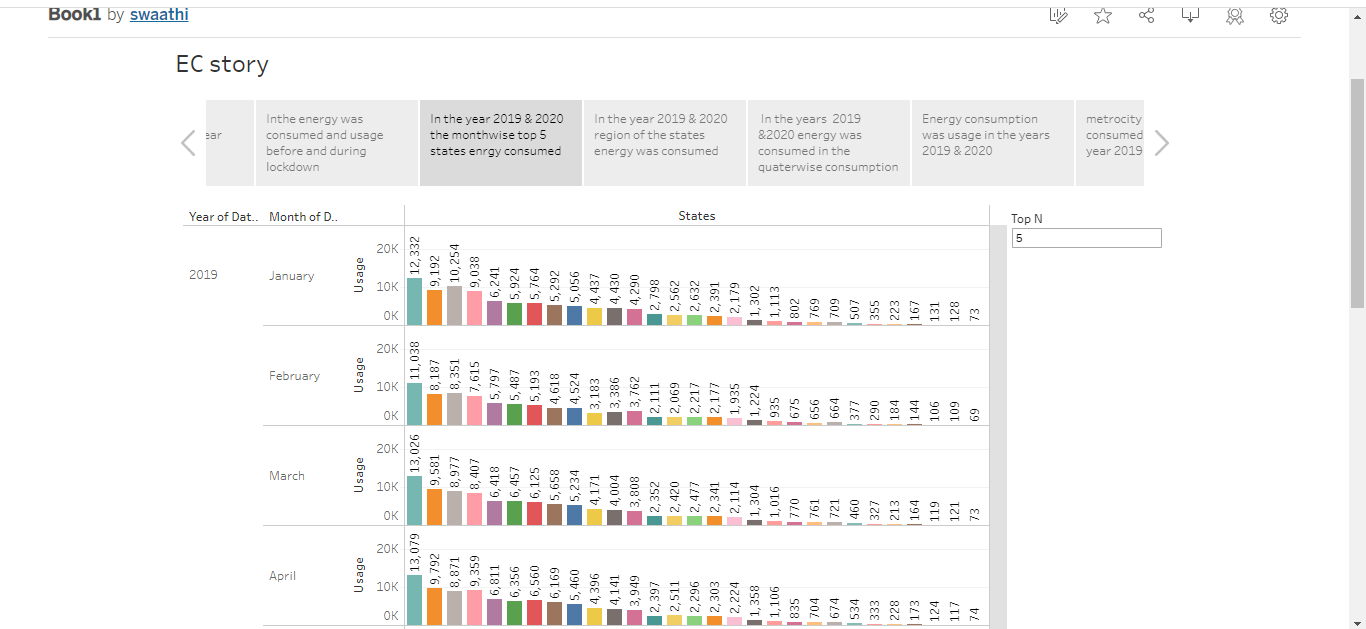 Book1 by swaathi
EC story
ear
Inthe energy was
consumed and usage
before and during
lockdown
In the year 2019 & 2020
the monthwise top 5
states enrgy consumed
In the year 2019 & 2020
region of the states
energy was consumed
In the years 2019
&2020 energy was
consumed in the
quaterwise consumption
Energy consumption
was usage in the years
2019 & 2020
metrocity
consumed
year 2019
Year of Dat.. Month of D.. States
Top N
5
2019
January
Usage
20K
10K
0K
12,332 9,192 10,254 9,038 6,241 5,924 5,764 5,292 5,056 4,437 4,430 4,290 2,798 2,562 2,632 2,391 2,179 1,302 1,113 802 769 709 507 355 223 167 131 128 73
February
Usage
20K
10K
0K
11,038 8,187 8,351 7,615 5,797 5,487 5,193 4,618 4,524 3,183 3,386 3,762 2,111 2,069 2,217 2,177 1,935 1,224 935 675 656 664 377 290 184 144 106 109 69
March
Usage
20K
10K
0K
13,026 9,581 8,977 8,407 6,418 6,457 6,125 5,658 5,234 4,171 4,004 3,808 2,352 2,420 2,477 2,341 2,114 1,304 1,016 770 761 721 460 327 213 164 119 121 73
April
Usage
20K
10K
0K
13,079 9,792 8,871 9,359 6,811 6,356 6,560 6,169 5,460 4,396 4,141 3,949 2,397 2,511 2,296 2,303 2,224 1,358 1,106 835 704 674 534 333 228 173 124 117 74